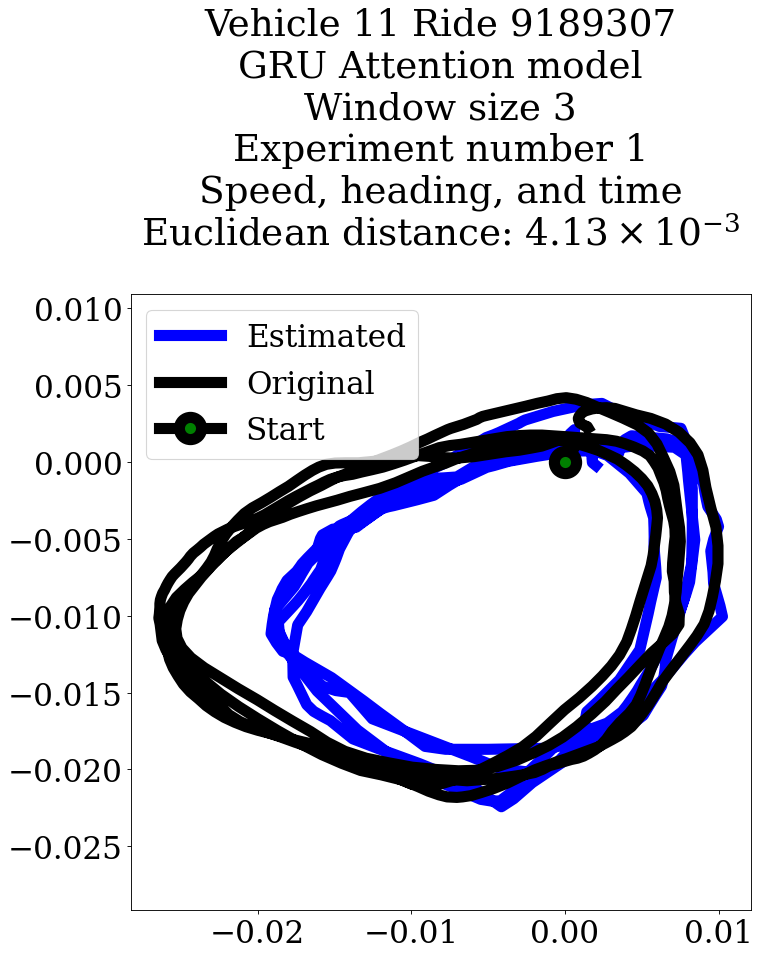 Vehicle 11 Ride 9189307
GRU Attention model
Window size 3
Experiment number 1
Speed, heading, and time
Euclidean distance: 4.13 × 10⁻³
0.010
0.005
0.000
−0.005
−0.010
−0.015
−0.020
−0.025
Estimated
Original
Start
−0.02 −0.01 0.00 0.01